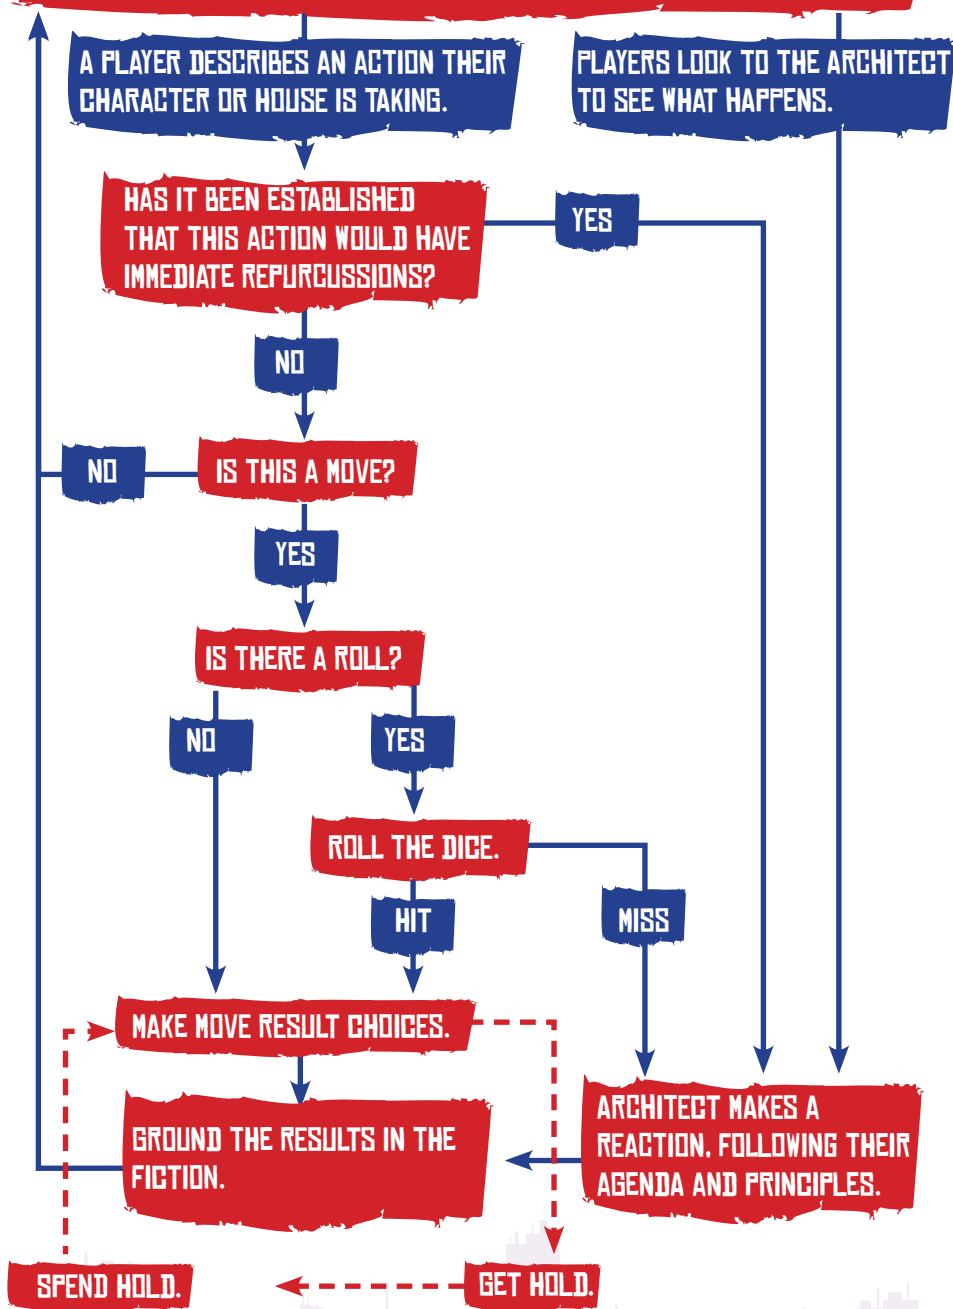 A PLAYER DESCRIBES AN ACTION THEIR
CHARACTER OR HOUSE IS TAKING.
PLAYERS LOOK TO THE ARCHITECT
TO SEE WHAT HAPPENS.
HAS IT BEEN ESTABLISHED
THAT THIS ACTION WOULD HAVE
IMMEDIATE REPURCUSSIONS?
YES
NO
IS THIS A MOVE?
NO
YES
IS THERE A ROLL?
NO
YES
ROLL THE DICE.
HIT
MISS
MAKE MOVE RESULT CHOICES.
GROUND THE RESULTS IN THE
FICTION.
ARCHITECT MAKES A
REACTION, FOLLOWING THEIR
AGENDA AND PRINCIPLES.
SPEND HOLD.
GET HOLD.